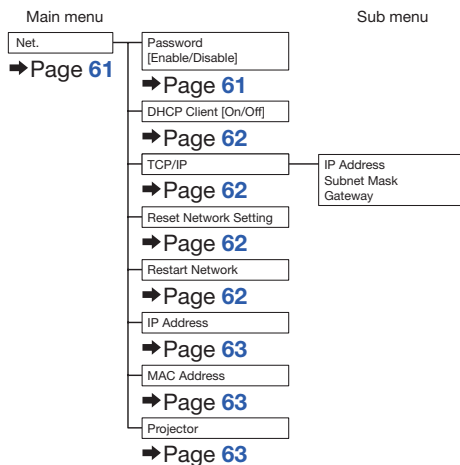 Main menu
Sub menu
Net.
➡Page 61
Password
[Enable/Disable]
➡Page 61
DHCP Client [On/Off]
➡Page 62
TCP/IP
➡Page 62
IP Address
Subnet Mask
Gateway
Reset Network Setting
➡Page 62
Restart Network
➡Page 62
IP Address
➡Page 63
MAC Address
➡Page 63
Projector
➡Page 63